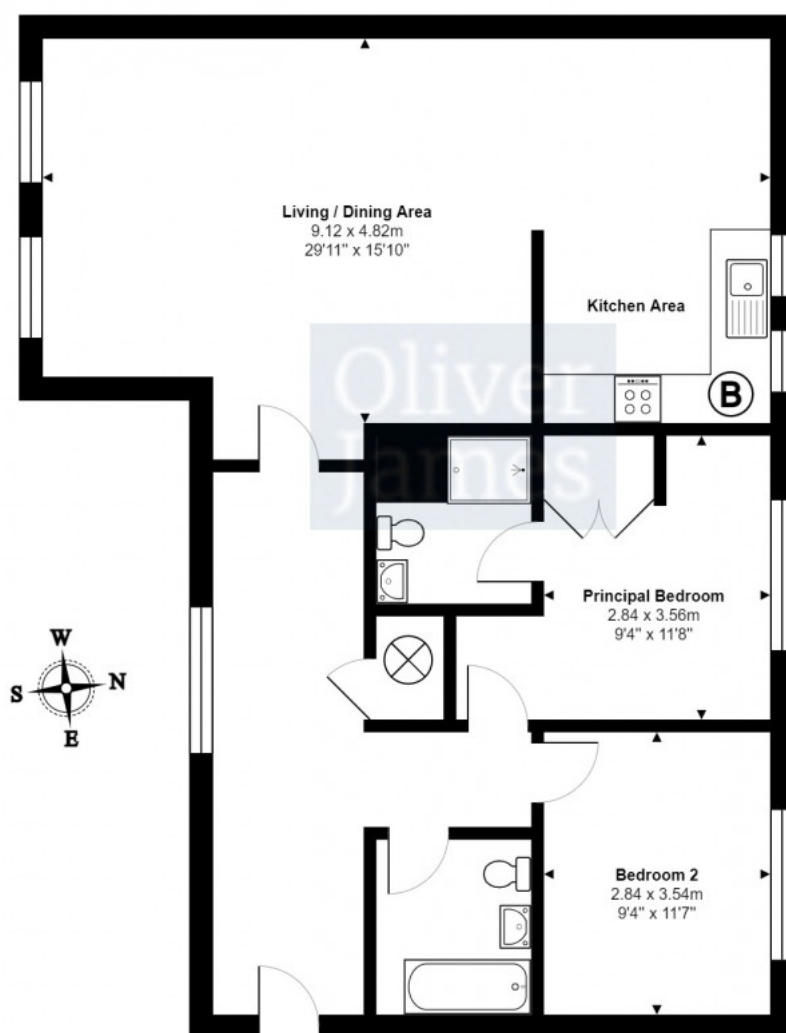 Living / Dining Area
9.12 x 4.82m
29'11" x 15'10"
Kitchen Area
Oliver
James
B
Principal Bedroom
2.84 x 3.56m
9'4" x 11'8"
W
S
N
E
Bedroom 2
2.84 x 3.54m
9'4" x 11'7"